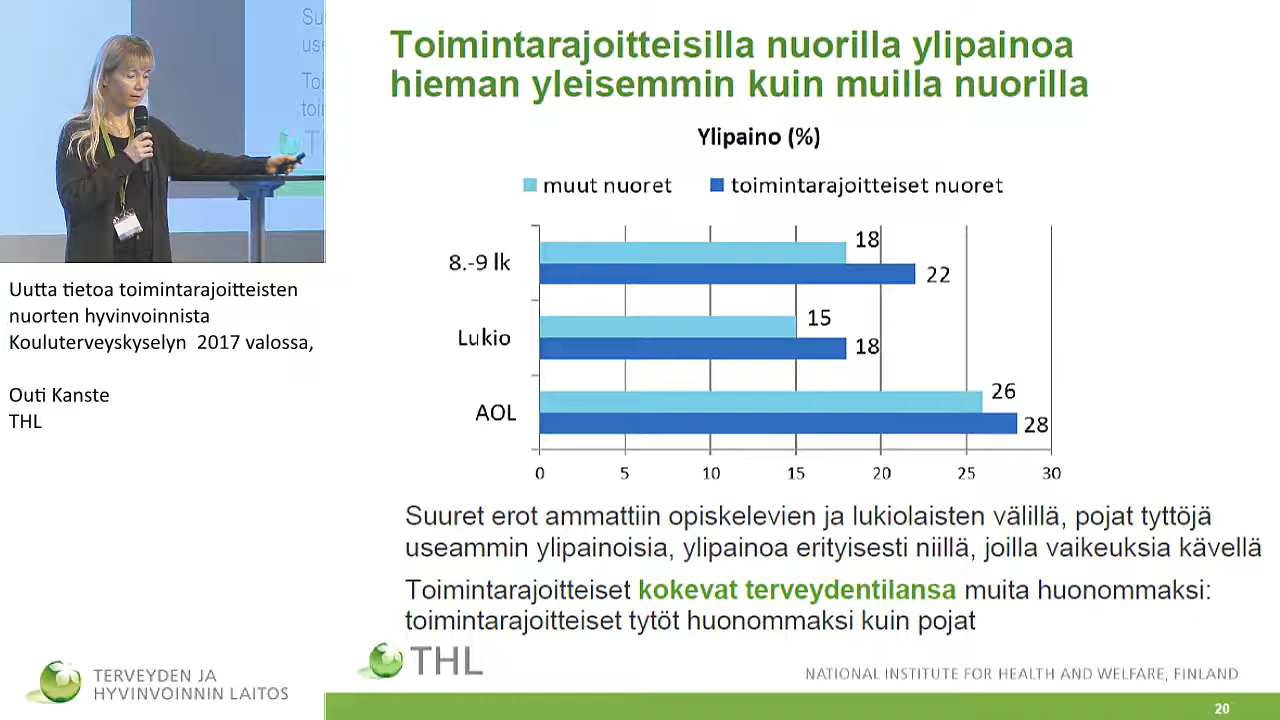 Su
use
Toi
toin
T
Uutta tietoa toimintarajoitteisten
nuorten hyvinvoinnista
Kouluterveyskyselyn 2017 valossa,
Outi Kanste
THL
TERVEYDEN JA
HYVINVOINNIN LAITOS
Toimintarajoitteisilla nuorilla ylipainoa
hieman yleisemmin kuin muilla nuorilla
Ylipaino (%)
muut nuoret toimintarajoitteiset nuoret
18
8.-9 lk
22
15
Lukio
18
26
AOL
28
0 5 10 15 20 25 30
Suuret erot ammattiin opiskelevien ja lukiolaisten välillä, pojat tyttöjä
useammin ylipainoisia, ylipainoa erityisesti niillä, joilla vaikeuksia kävellä
Toimintarajoitteiset kokevat terveydentilansa muita huonommaksi:
toimintarajoitteiset tytöt huonommaksi kuin pojat
THL
NATIONAL INSTITUTE FOR HEALTH AND WELFARE, FINLAND
20